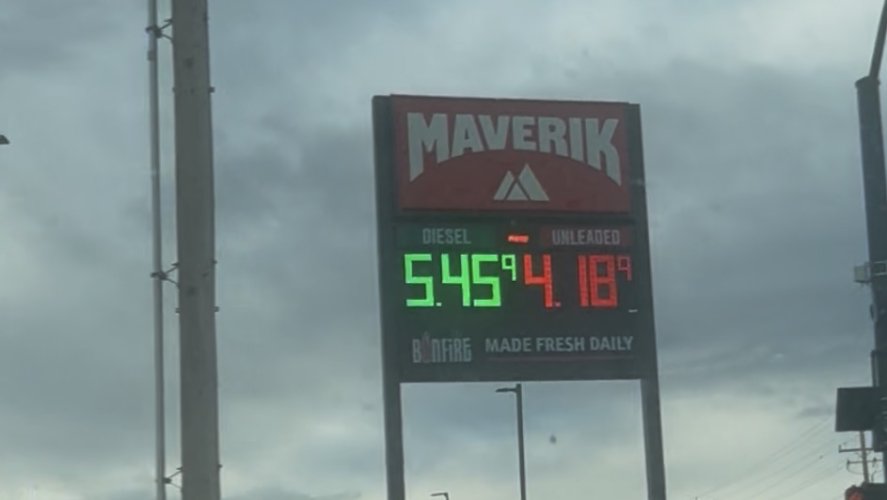 MAVERIK
DIESEL UNLEADED
5.459 4.189
BONFIRE MADE FRESH DAILY